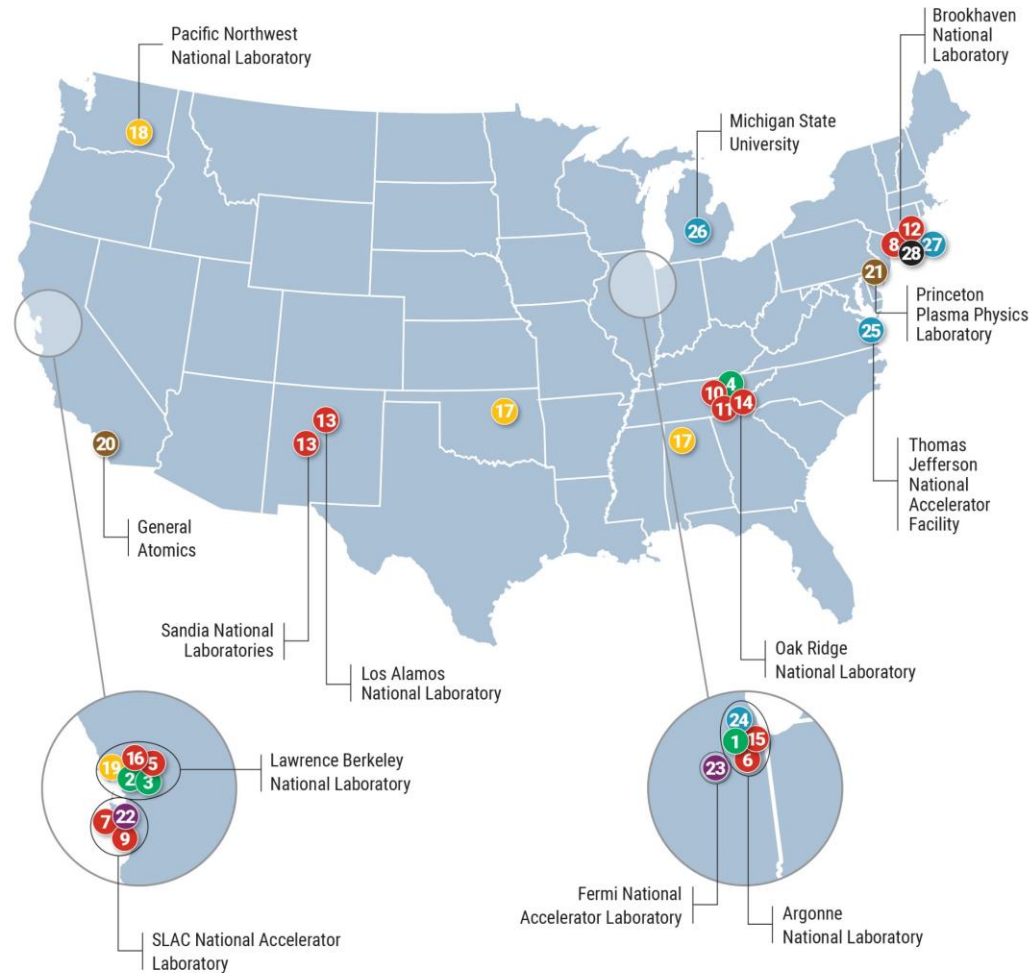 Brookhaven
National
Laboratory
Pacific Northwest
National Laboratory
18
Michigan State
University
26
12
8
27
28
21
Princeton
Plasma Physics
Laboratory
25
4
10
14
11
17
17
13
13
20
Thomas
Jefferson
National
Accelerator
Facility
General
Atomics
Sandia National
Laboratories
Los Alamos
National Laboratory
Oak Ridge
National Laboratory
16
5
19
2
3
Lawrence Berkeley
National Laboratory
22
7
9
24
1
15
6
23
Fermi National
Accelerator Laboratory
Argonne
National Laboratory
SLAC National Accelerator
Laboratory